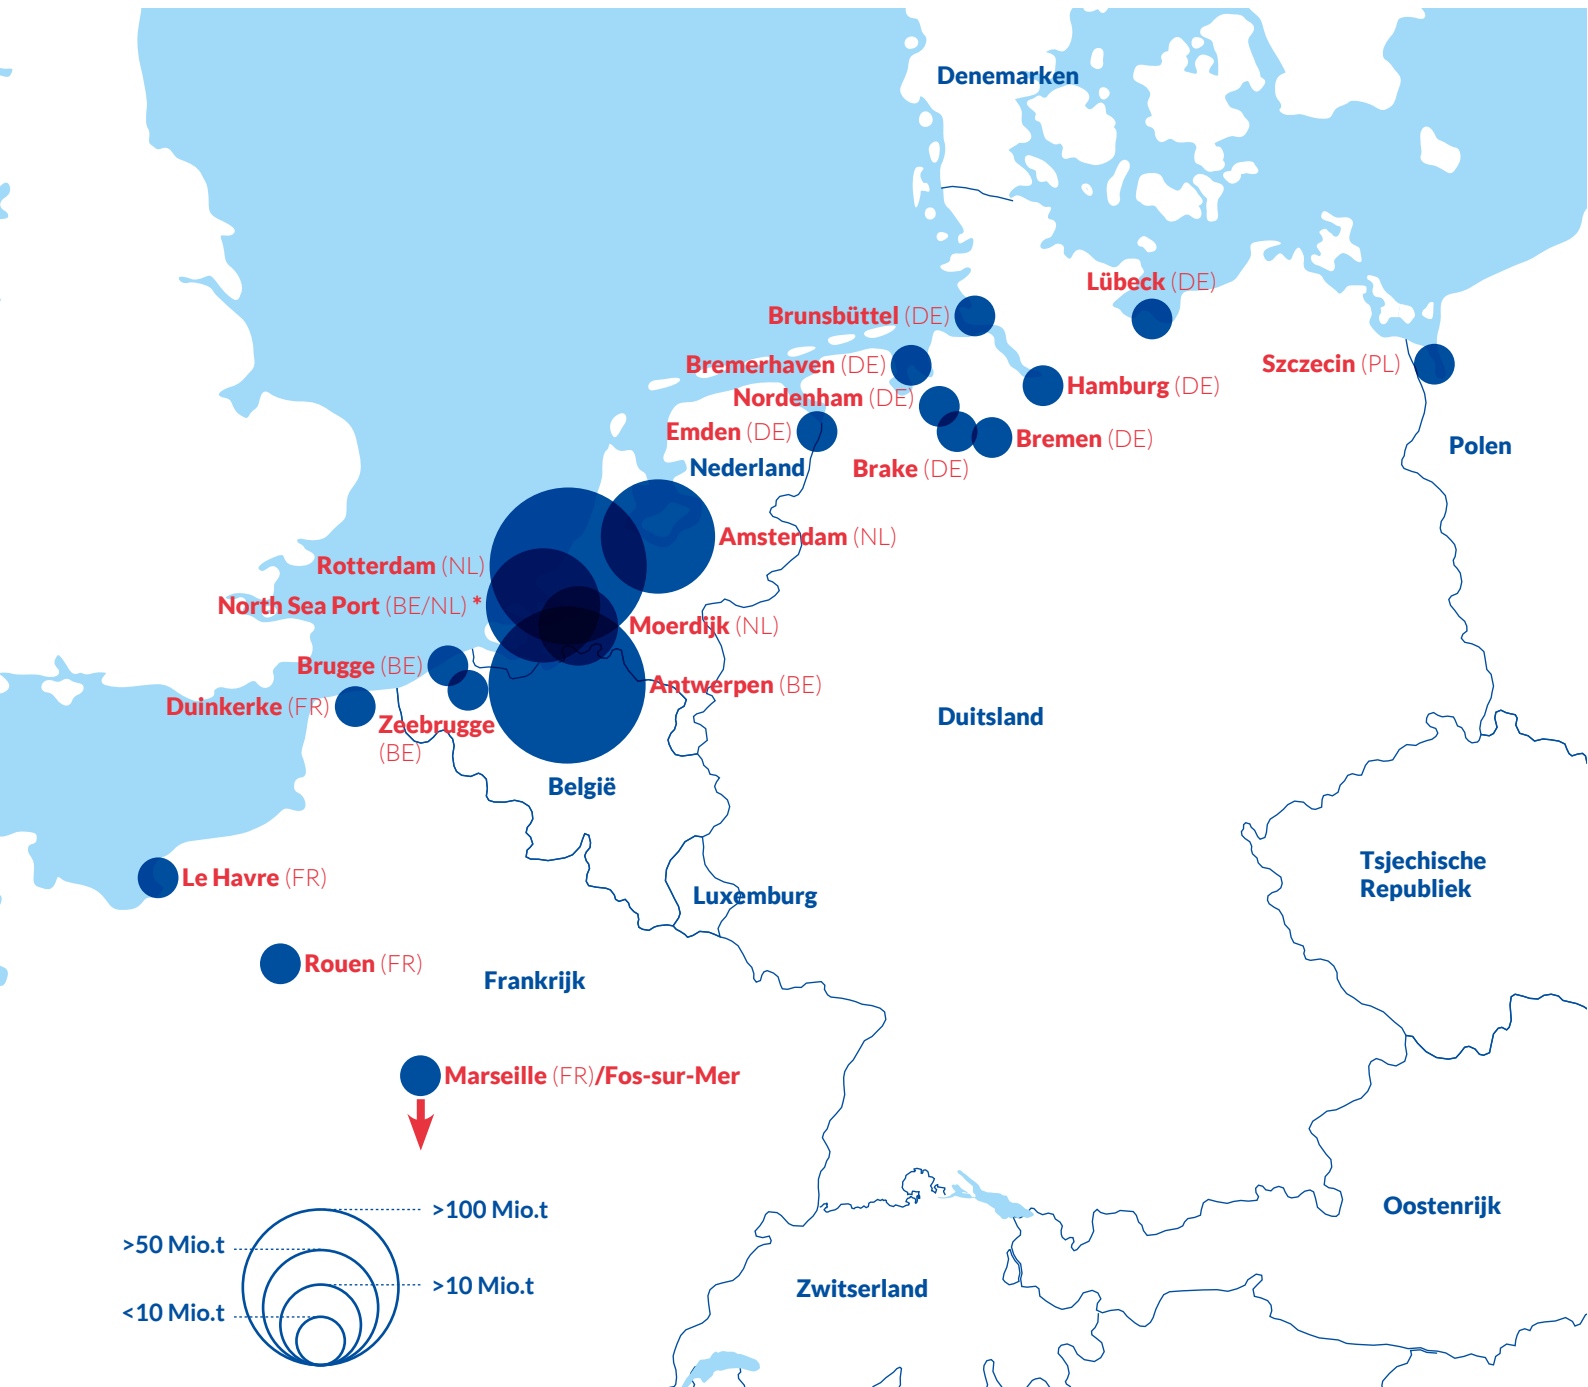 Denemarken
Lübeck (DE)
Brunsbüttel (DE)
Bremerhaven (DE)
Szczecin (PL)
Hamburg (DE)
Nordenham (DE)
Emden (DE)
Bremen (DE)
Polen
Nederland
Brake (DE)
Amsterdam (NL)
Rotterdam (NL)
North Sea Port (BE/NL) *
Moerdijk (NL)
Brugge (BE)
Antwerpen (BE)
Duinkerke (FR)
Zeebrugge
(BE)
Duitsland
België
Tsjechische
Republiek
Le Havre (FR)
Luxemburg
Rouen (FR)
Frankrijk
Marseille (FR)/Fos-sur-Mer
Oostenrijk
>100 Mio.t
>50 Mio.t
>10 Mio.t
<10 Mio.t
Zwitserland